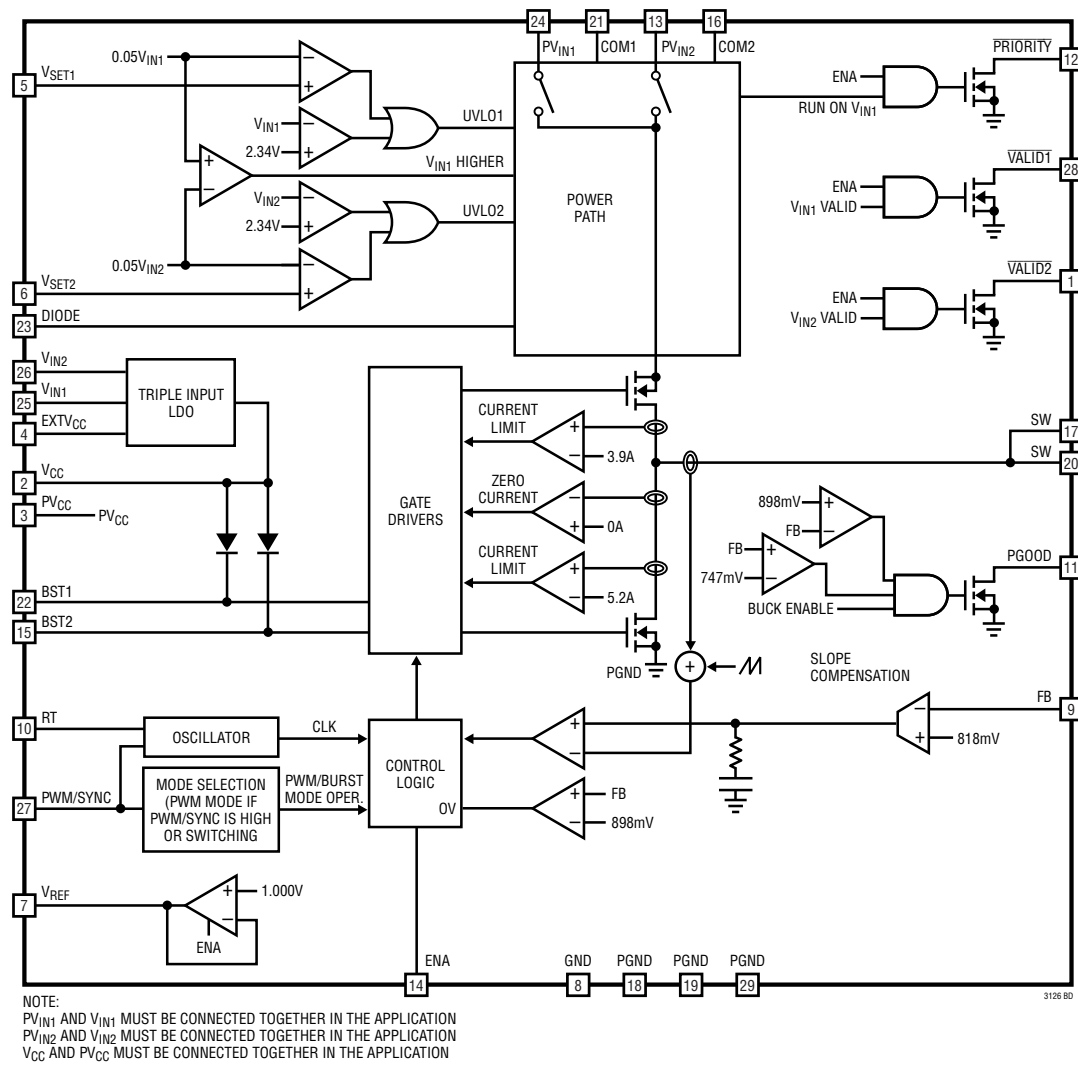 24
21
13
16
PVIN1
COM1
PVIN2
COM2
PRIORITY
12
0.05VIN1
5
VSET1
–
+
ENA
RUN ON VIN1
VIN1
2.34V
–
+
UVLO1
+
–
VIN1 HIGHER
VALID1
28
VIN2
2.34V
–
+
UVLO2
POWER
PATH
ENA
VIN1 VALID
0.05VIN2
–
+
6
VSET2
VALID2
1
23
DIODE
ENA
VIN2 VALID
26
VIN2
25
VIN1
4
EXTVCC
TRIPLE INPUT
LDO
2
VCC
3
PVCC
PVCC
22
BST1
15
BST2
GATE
DRIVERS
CURRENT
LIMIT
+
–
3.9A
ZERO
CURRENT
–
+
0A
CURRENT
LIMIT
+
–
5.2A
SW
17
SW
20
898mV
FB
+
–
FB
747mV
+
–
BUCK ENABLE
PGOOD
11
PGND
+
SLOPE
COMPENSATION
10
RT
OSCILLATOR
CLK
CONTROL
LOGIC
OV
+
–
–
+
FB
9
818mV
27
PWM/SYNC
MODE SELECTION
(PWM MODE IF
PWM/SYNC IS HIGH
OR SWITCHING
PWM/BURST
MODE OPER.
+
–
FB
898mV
7
VREF
+
–
1.000V
ENA
ENA
14
GND
8
PGND
18
PGND
19
PGND
29
3126 BD
NOTE:
PVIN1 AND VIN1 MUST BE CONNECTED TOGETHER IN THE APPLICATION
PVIN2 AND VIN2 MUST BE CONNECTED TOGETHER IN THE APPLICATION
VCC AND PVCC MUST BE CONNECTED TOGETHER IN THE APPLICATION